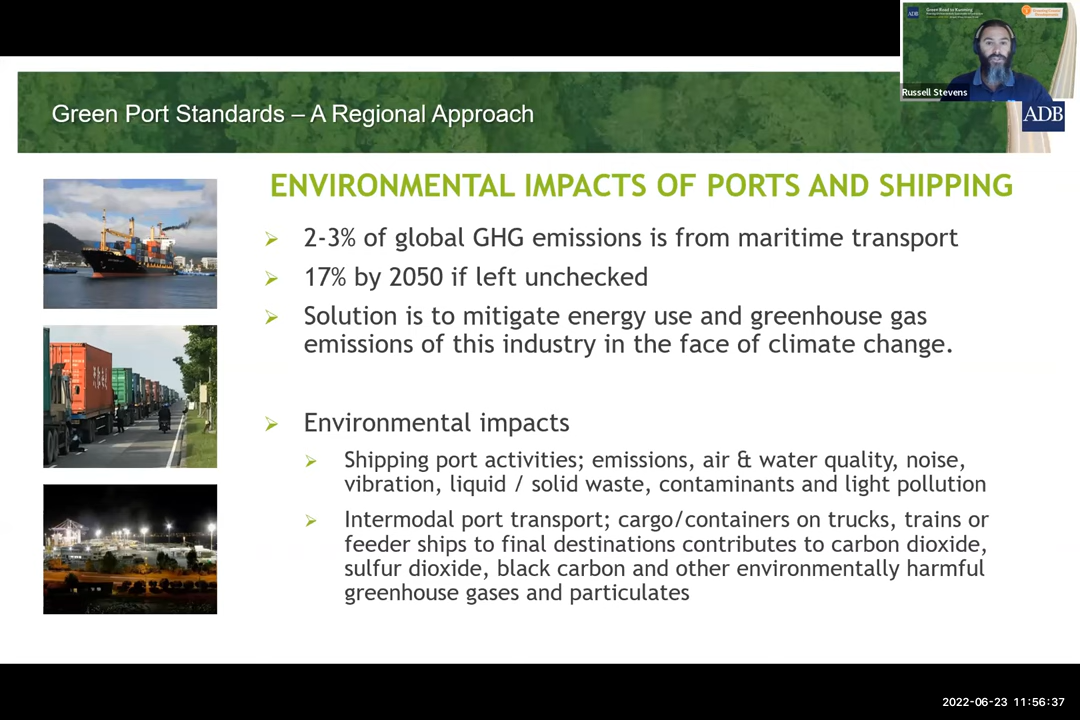 ADB
Russell Stevens
Green Port Standards – A Regional Approach
ADB
ENVIRONMENTAL IMPACTS OF PORTS AND SHIPPING
2-3% of global GHG emissions is from maritime transport
17% by 2050 if left unchecked
Solution is to mitigate energy use and greenhouse gas
emissions of this industry in the face of climate change.
Environmental impacts
Shipping port activities; emissions, air & water quality, noise,
vibration, liquid / solid waste, contaminants and light pollution
Intermodal port transport; cargo/containers on trucks, trains or
feeder ships to final destinations contributes to carbon dioxide,
sulfur dioxide, black carbon and other environmentally harmful
greenhouse gases and particulates
2022-06-23 11:56:37